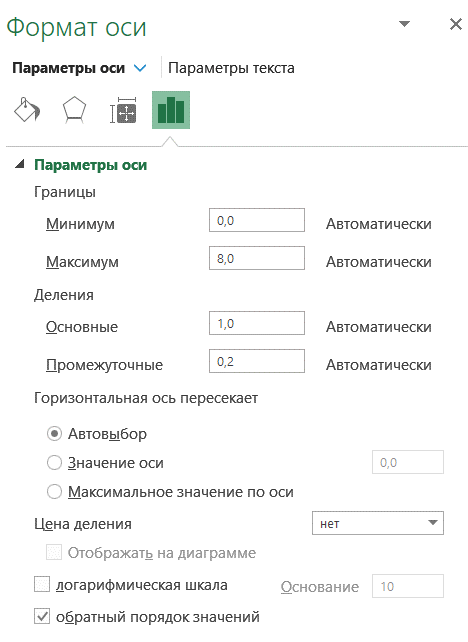 Формат оси
Параметры оси Параметры текста
Параметры оси
Границы
Минимум 0,0 Автоматически
Максимум 8,0 Автоматически
Деления
Основные 1,0 Автоматически
Промежуточные 0,2 Автоматически
Горизонтальная ось пересекает
Автовыбор
Значение оси 0,0
Максимальное значение по оси
Цена деления нет
Отображать на диаграмме
логарифмическая шкала Основание 10
обратный порядок значений